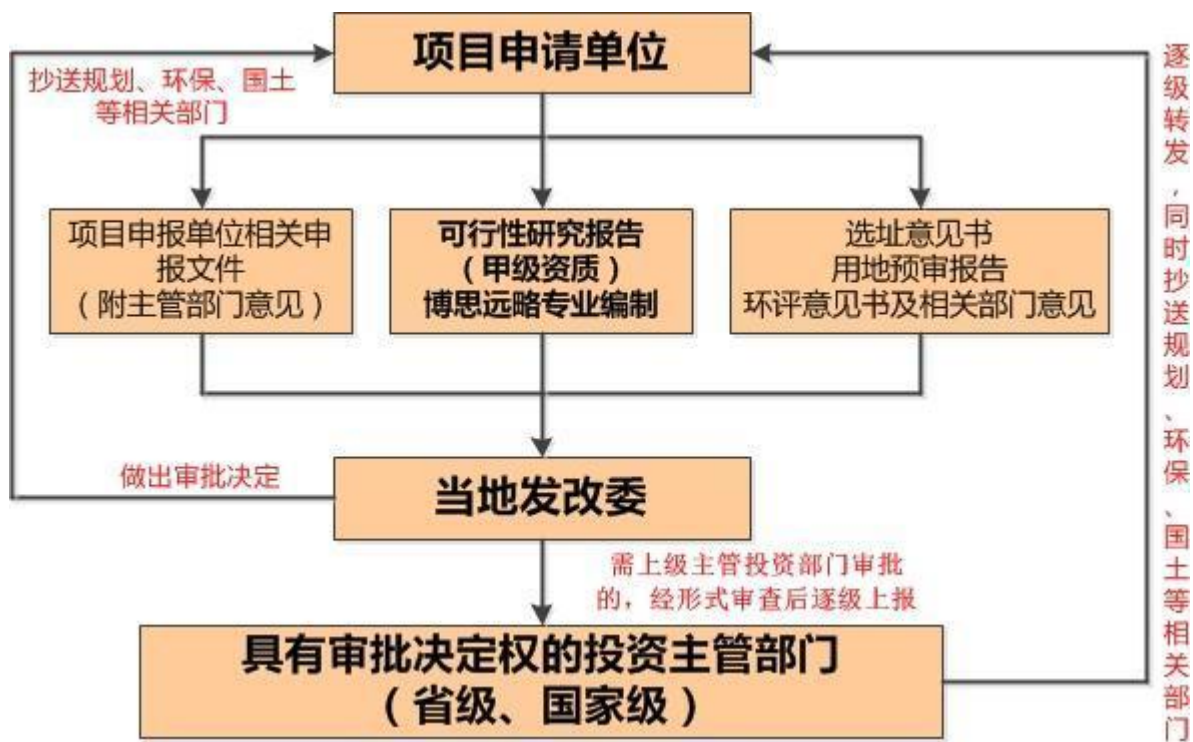 项目申请单位
抄送规划、环保、国土
等相关部门
逐级转发，同时抄送规划、环保、国土等相关部门
项目申报单位相关申
报文件
（附主管部门意见）
可行性研究报告
（甲级资质）
博思远略专业编制
选址意见书
用地预审报告
环评意见书及相关部门意见
做出审批决定
当地发改委
需上级主管投资部门审批
的，经形式审查后逐级上报
具有审批决定权的投资主管部门
（省级、国家级）